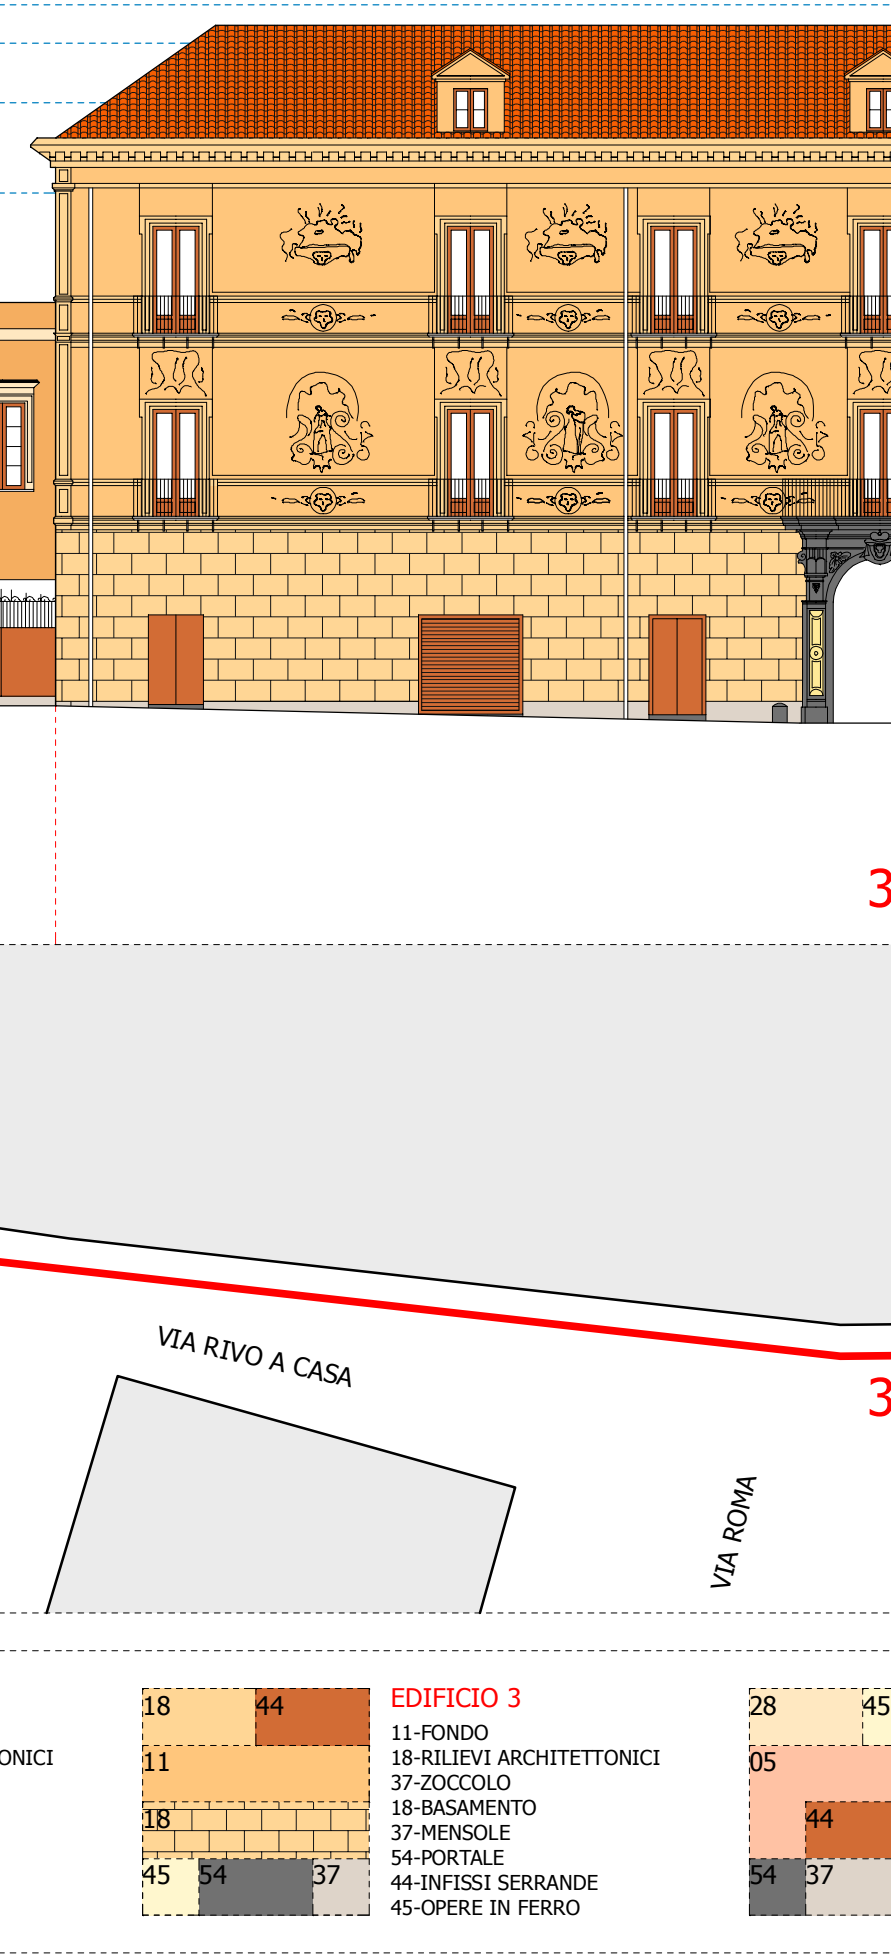 3
VIA RIVO A CASA
3
VIA ROMA
ONICI
18 44
11
18
45 54 37
EDIFICIO 3
11-FONDO
18-RILIEVI ARCHITETTONICI
37-ZOCCOLO
18-BASAMENTO
37-MENSOLE
54-PORTALE
44-INFISSI SERRANDE
45-OPERE IN FERRO
28 45
05
44
54 37